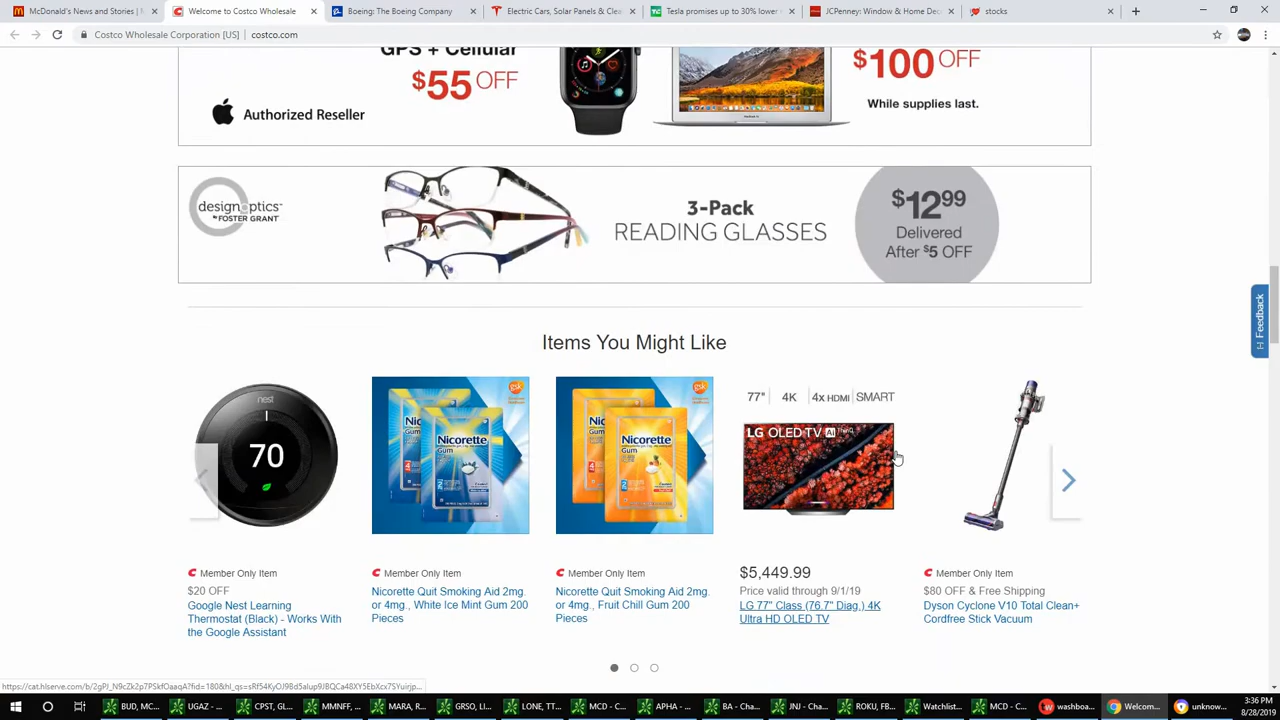 McDonald's News and Stories |
Welcome to Costco Wholesale
Boeing: The Boeing Company
Electric Cars, Solar Panels & Cle
Tesla promises up to 30% lower
JCPenney: Window & Home Dec
stocks
Costco Wholesale Corporation [US] | costco.com
GPS + Cellular
$55 OFF
Authorized Reseller
$100 OFF
While supplies last.
designoptics
BY FOSTER GRANT
3-Pack
READING GLASSES
$12.99
Delivered
After $5 OFF
Feedback
Items You Might Like
nest
70
gsk
Nicorette
Gum
gsk
Nicorette
Gum
77" | 4K | 4x HDMI | SMART
LG OLED TV AI
Member Only Item
$20 OFF
Google Nest Learning
Thermostat (Black) - Works With
the Google Assistant
Member Only Item
Nicorette Quit Smoking Aid 2mg.
or 4mg., White Ice Mint Gum 200
Pieces
Member Only Item
Nicorette Quit Smoking Aid 2mg.
or 4mg., Fruit Chill Gum 200
Pieces
$5,449.99
Price valid through 9/1/19
LG 77" Class (76.7" Diag.) 4K
Ultra HD OLED TV
Member Only Item
$80 OFF & Free Shipping
Dyson Cyclone V10 Total Clean+
Cordfree Stick Vacuum
BUD, MC...
UGAZ - C...
CPST, GL...
MMNFF, ...
MARA, R...
GRSO, LI...
LONE, TT...
MCD - C...
APHA - C...
BA - Cha...
JNJ - Cha...
ROKU, FB...
Watchlist...
MCD - C...
washboa...
Welcom...
unknow...
3:36 PM
8/28/2019